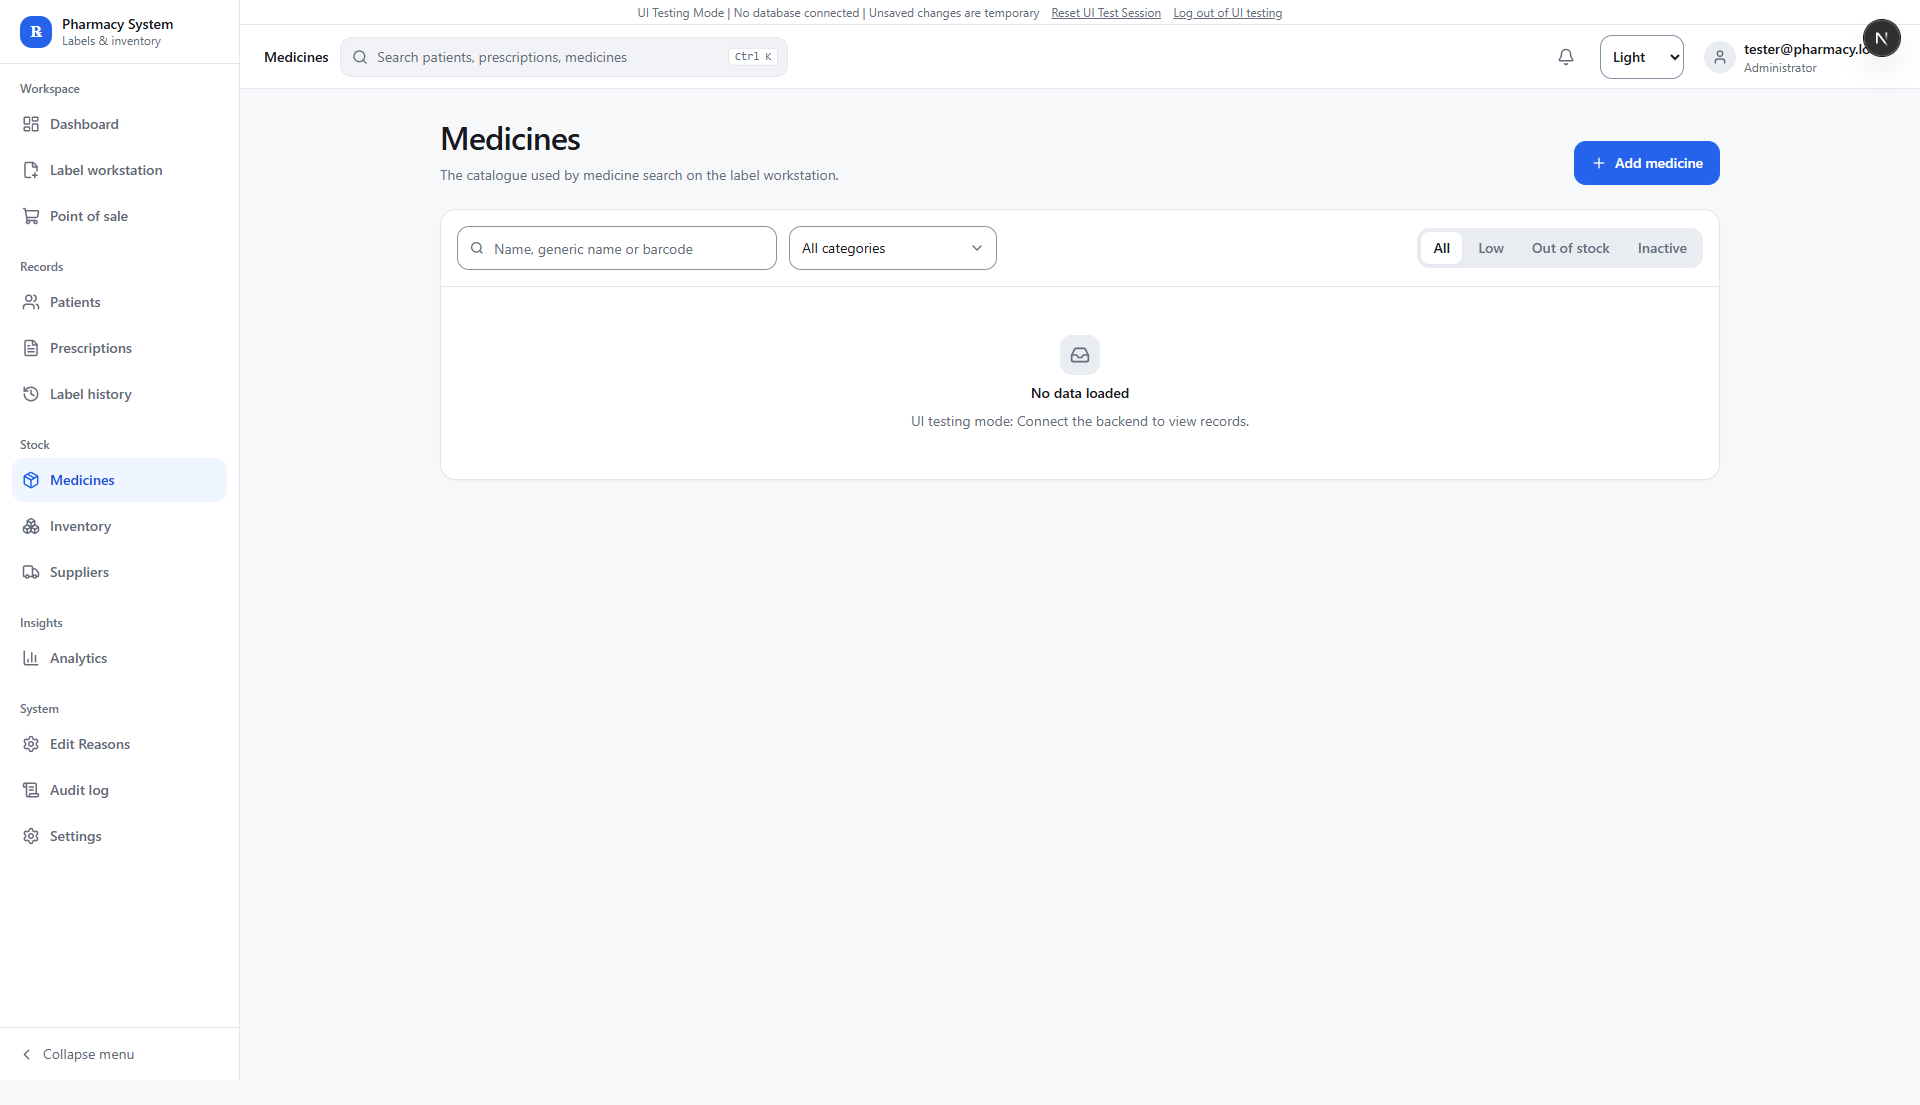 Pharmacy System
Labels & inventory
Workspace
Dashboard
Label workstation
Point of sale
Records
Patients
Prescriptions
Label history
Stock
Medicines
Inventory
Suppliers
Insights
Analytics
System
Edit Reasons
Audit log
Settings
Collapse menu
UI Testing Mode | No database connected | Unsaved changes are temporary Reset UI Test Session Log out of UI testing
Medicines
Search patients, prescriptions, medicines
Ctrl K
Light
tester@pharmacy.lo
Administrator
N
Medicines
The catalogue used by medicine search on the label workstation.
Add medicine
Name, generic name or barcode
All categories
All Low Out of stock Inactive
No data loaded
UI testing mode: Connect the backend to view records.